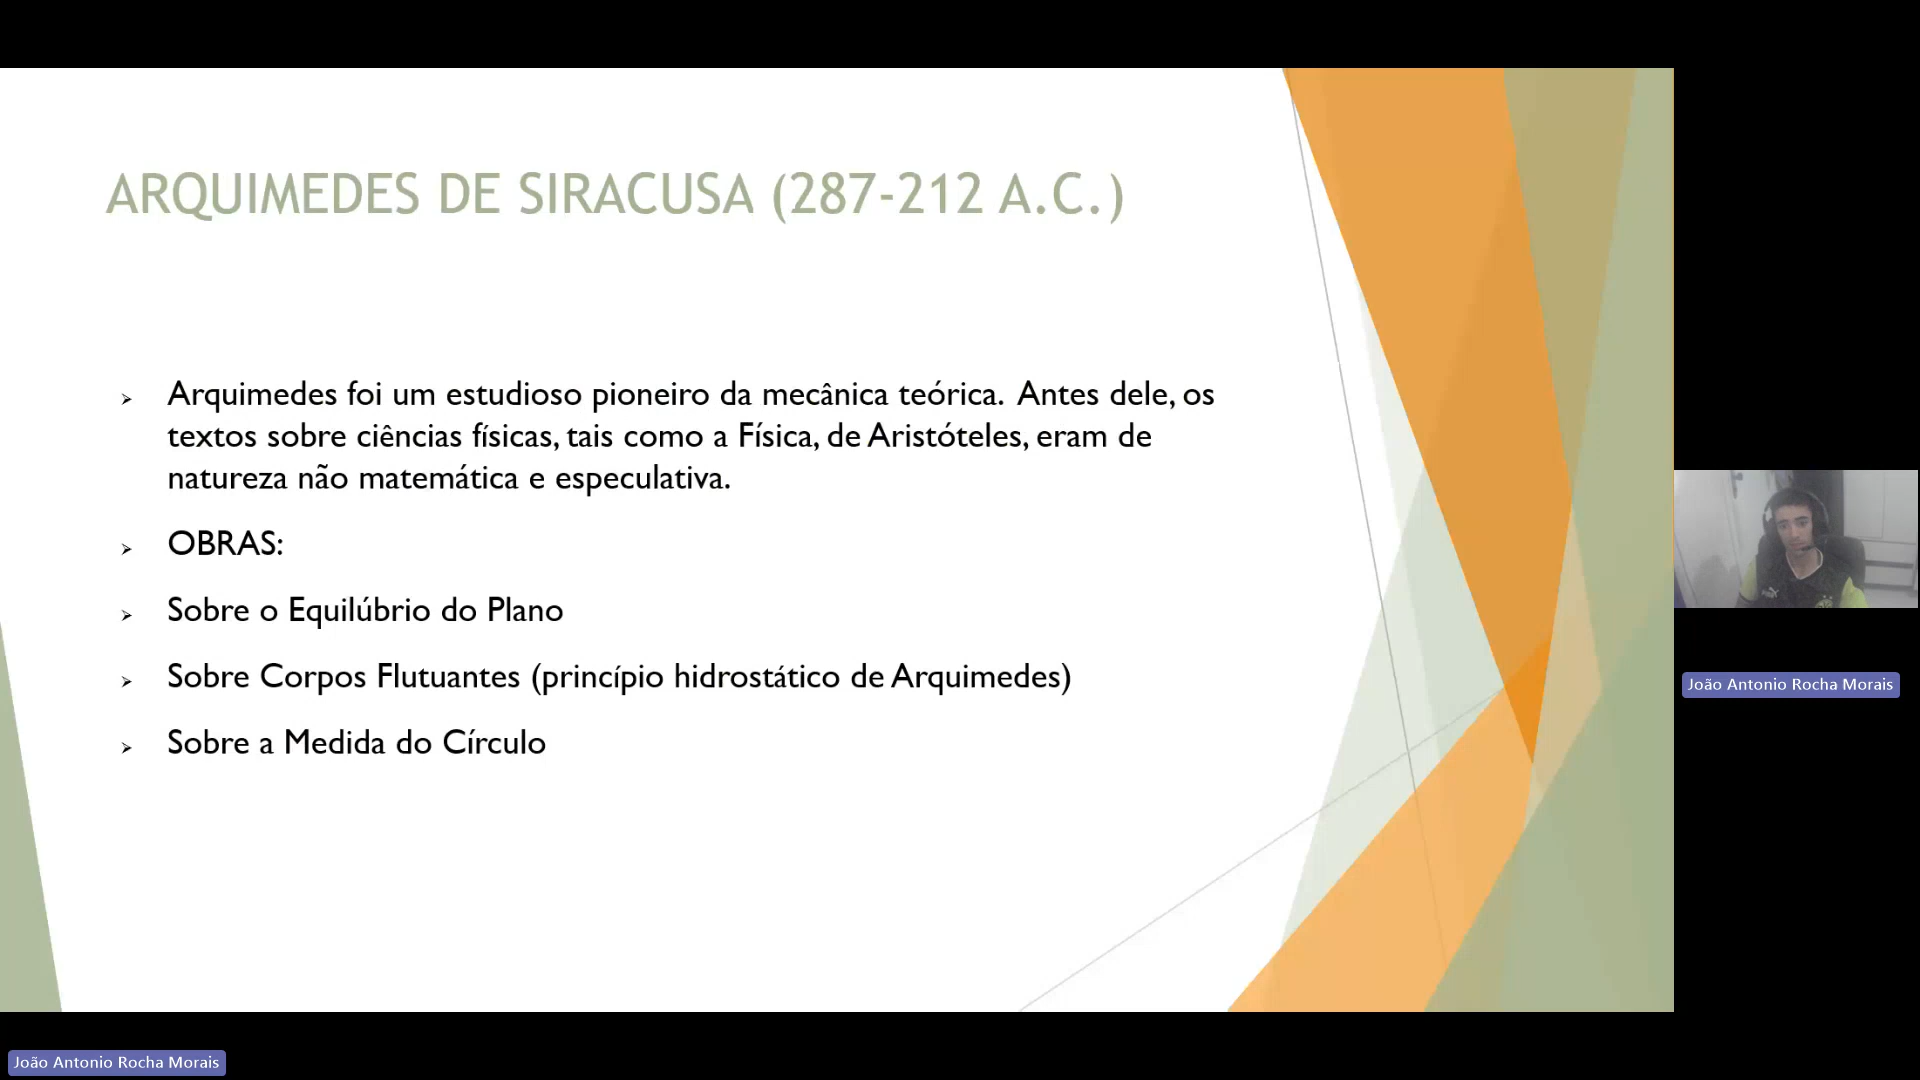 ARQUIMEDES DE SIRACUSA (287-212 A.C.)
Arquimedes foi um estudioso pioneiro da mecânica teórica. Antes dele, os
textos sobre ciências físicas, tais como a Física, de Aristóteles, eram de
natureza não matemática e especulativa.
OBRAS:
Sobre o Equilúbrio do Plano
Sobre Corpos Flutuantes (princípio hidrostático de Arquimedes)
Sobre a Medida do Círculo
João Antonio Rocha Morais
João Antonio Rocha Morais